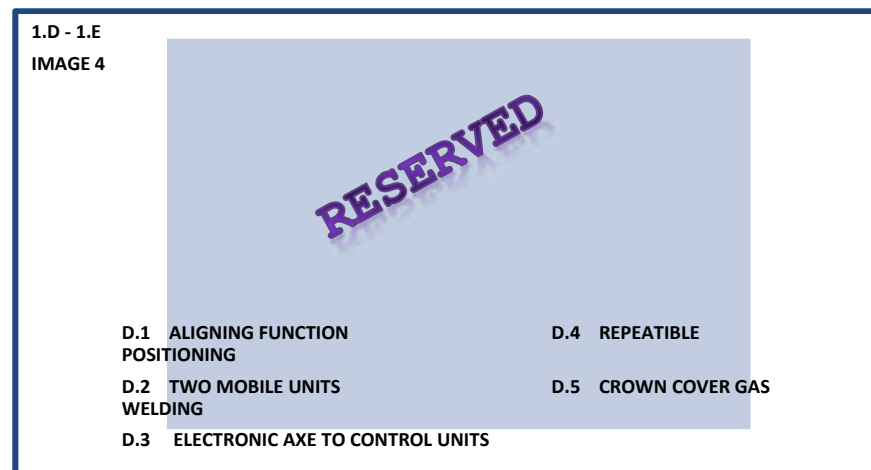 1.D - 1.E
IMAGE 4
RESERVED
D.1 ALIGNING FUNCTION
POSITIONING
D.2 TWO MOBILE UNITS
WELDING
D.3 ELECTRONIC AXE TO CONTROL UNITS
D.4 REPEATIBLE
D.5 CROWN COVER GAS